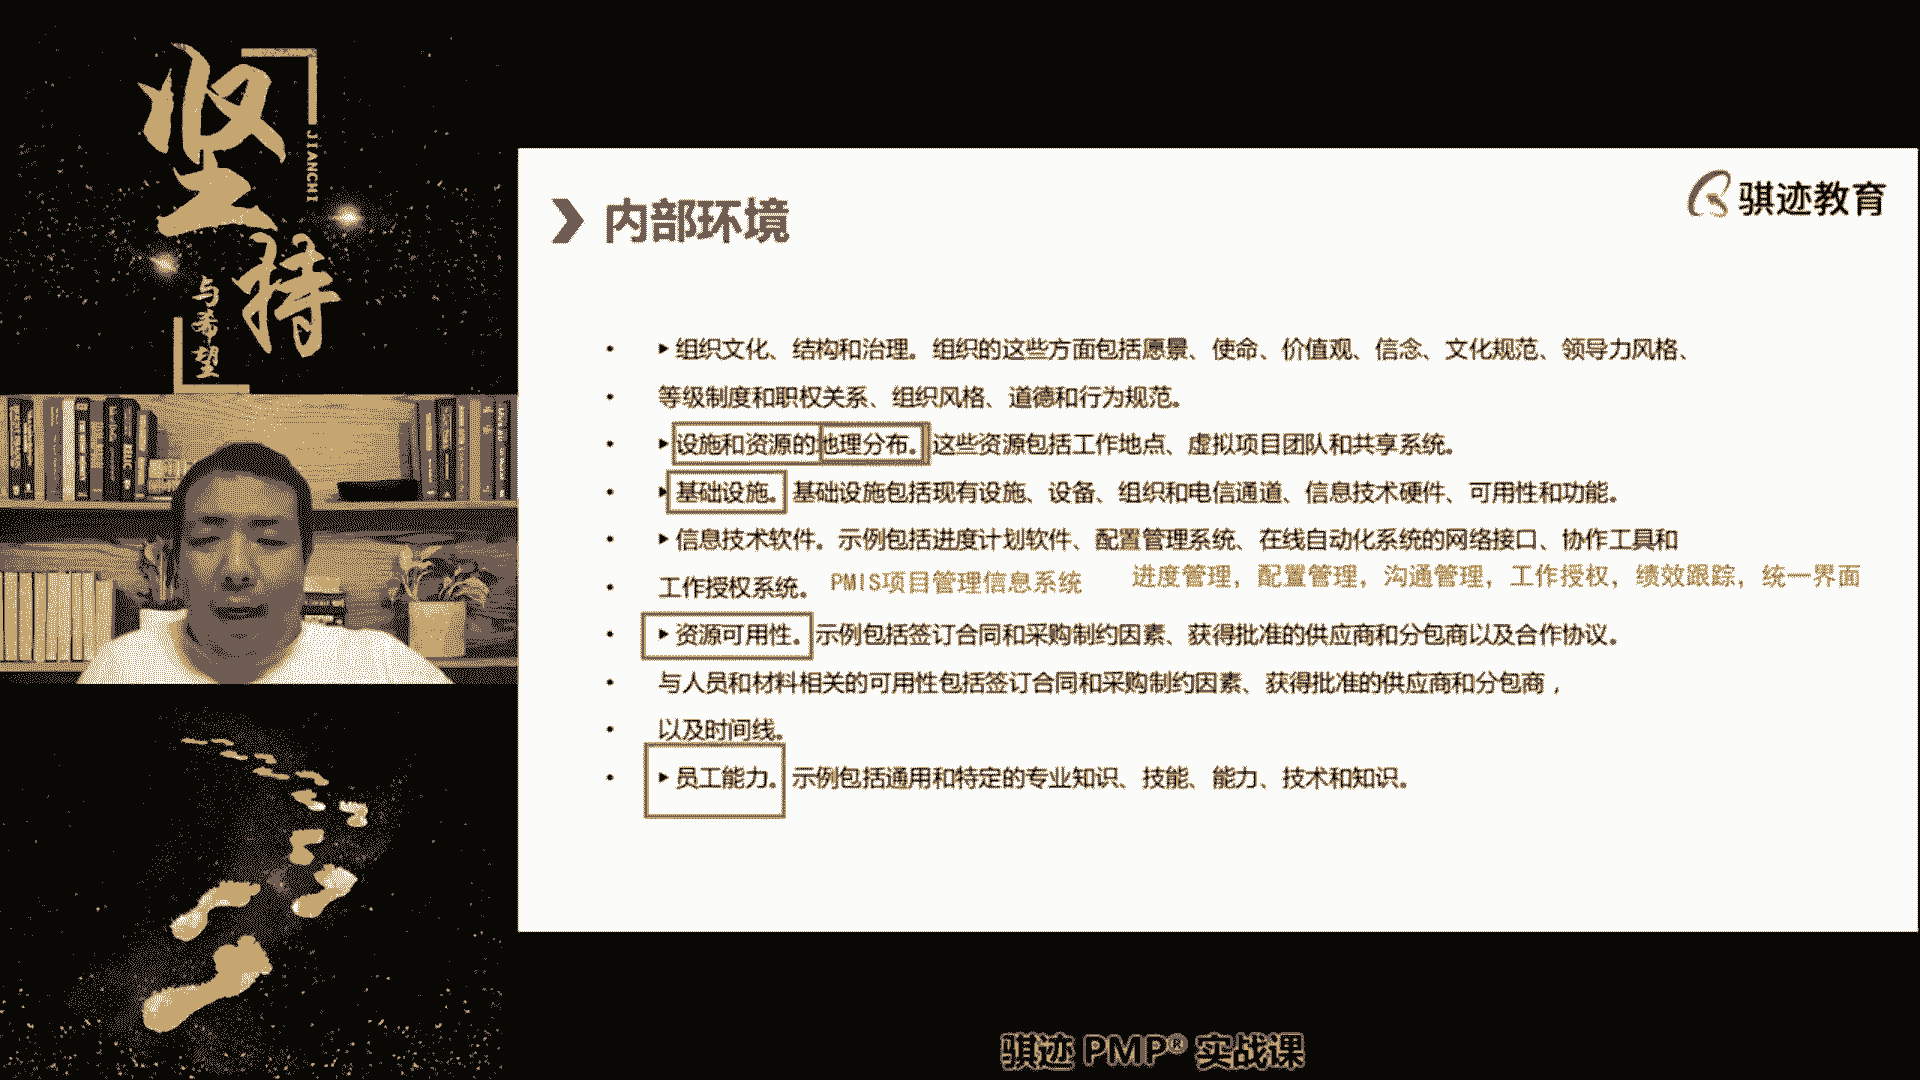 坚持
JIANCHI
与希望
骐迹教育
内部环境
• ▸组织文化、结构和治理。组织的这些方面包括愿景、使命、价值观、信念、文化规范、领导力风格、
• 等级制度和职权关系、组织风格、道德和行为规范。
• ▸设施和资源的地理分布。这些资源包括工作地点、虚拟项目团队和共享系统。
• ▸基础设施。基础设施包括现有设施、设备、组织和电信通道、信息技术硬件、可用性和功能。
• ▸信息技术软件。示例包括进度计划软件、配置管理系统、在线自动化系统的网络接口、协作工具和
• 工作授权系统。 PMIS项目管理信息系统 进度管理，配置管理，沟通管理，工作授权，绩效跟踪，统一界面
• ▸资源可用性。示例包括签订合同和采购制约因素、获得批准的供应商和分包商以及合作协议。
• 与人员和材料相关的可用性包括签订合同和采购制约因素、获得批准的供应商和分包商，
• 以及时间线。
• ▸员工能力。示例包括通用和特定的专业知识、技能、能力、技术和知识。
骐迹 PMP® 实战课